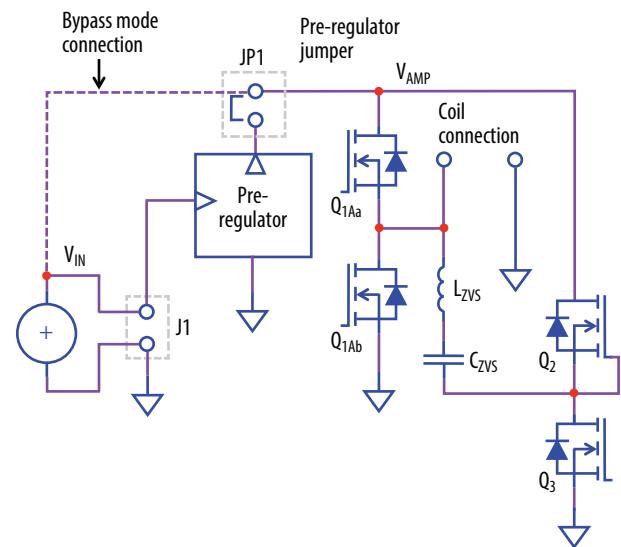 Bypass mode
connection
JP1
Pre-regulator
jumper
VAMP
Coil
connection
Pre-
regulator
Q1Aa
VIN
J1
Q1Ab
LZVS
CZVS
Q2
Q3
+